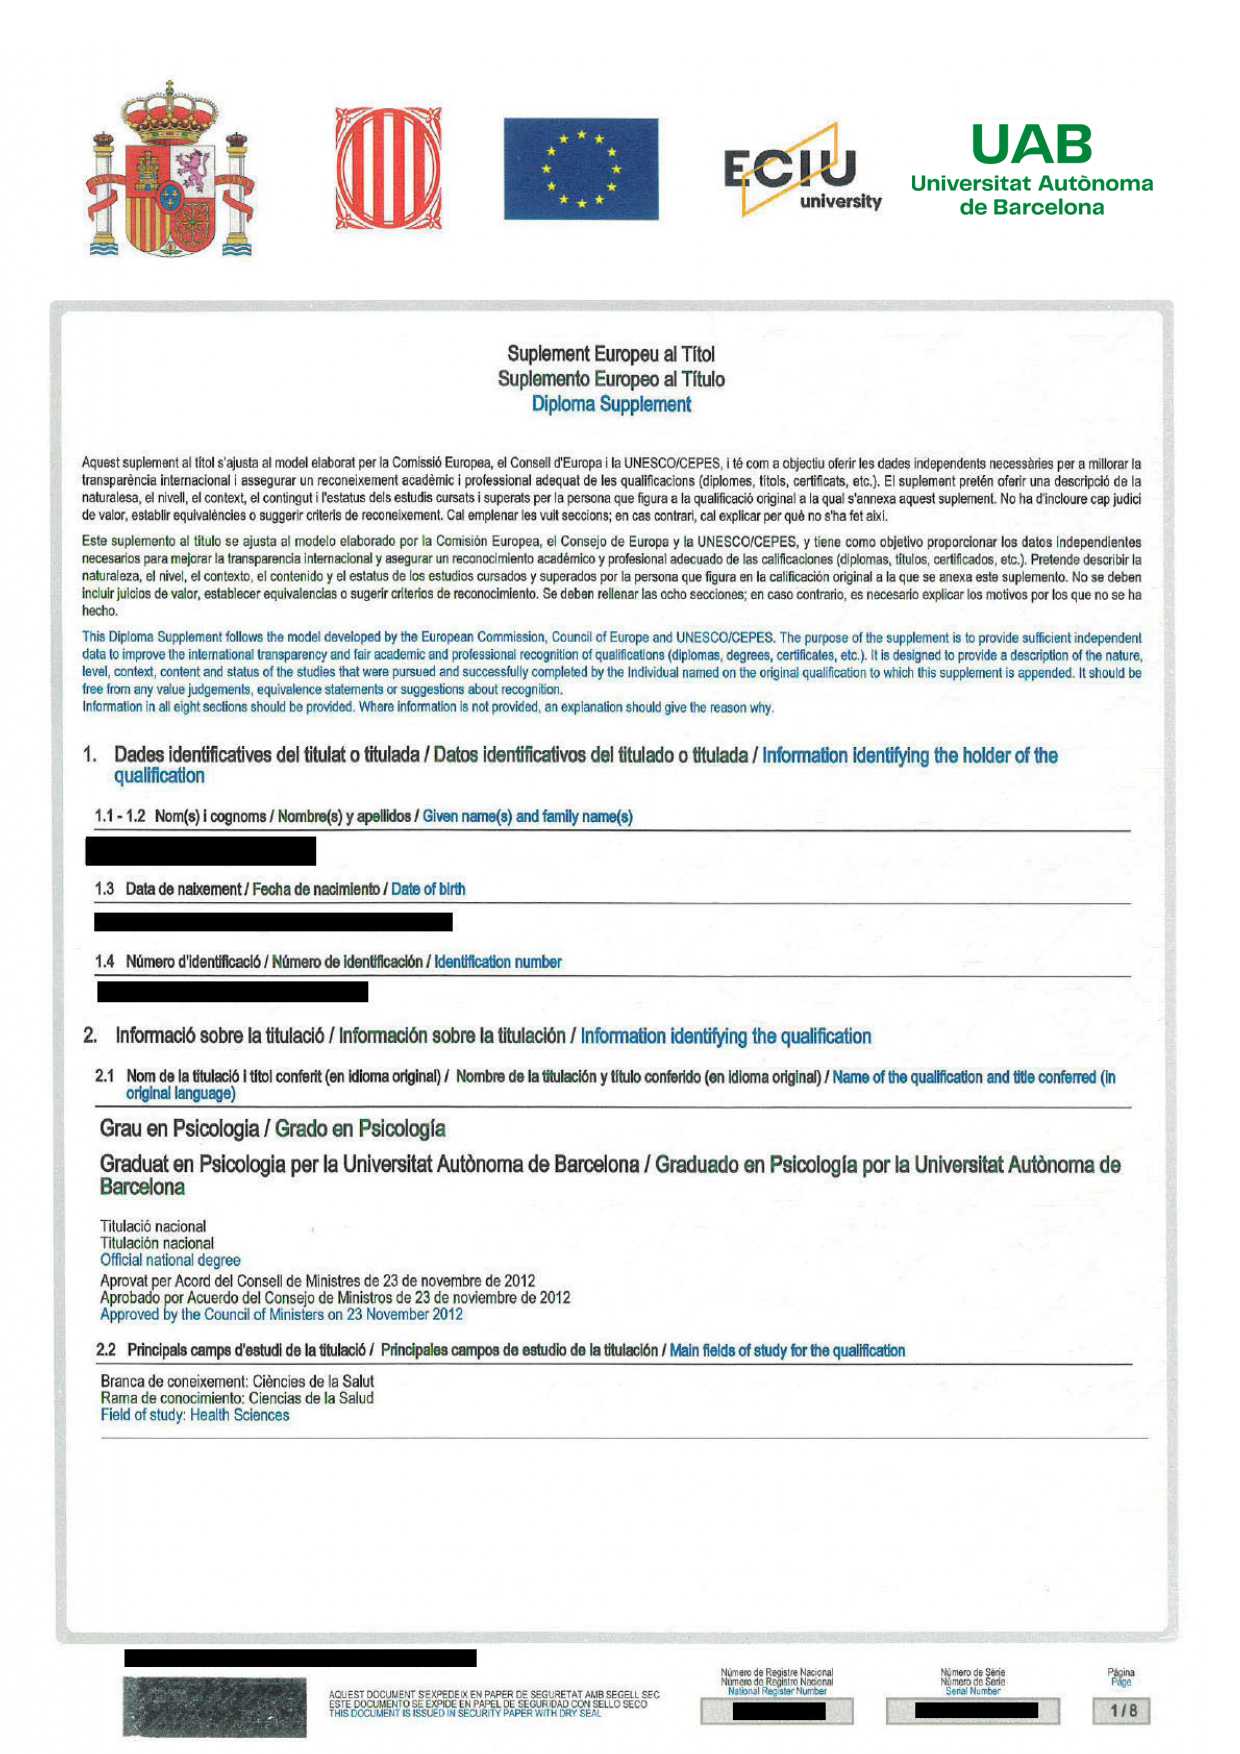 ECIU
university
UAB
Universitat Autònoma
de Barcelona
Suplement Europeu al Títol
Suplemento Europeo al Título
Diploma Supplement
Aquest suplement al títol s'ajusta al model elaborat per la Comissió Europea, el Consell d'Europa i la UNESCO/CEPES, i té com a objectiu oferir les dades independents necessàries per a millorar la
transparència internacional i assegurar un reconeixement acadèmic i professional adequat de les qualificacions (diplomes, títols, certificats, etc.). El suplement pretén oferir una descripció de la
naturalesa, el nivell, el context, el contingut i l'estatus dels estudis cursats i superats per la persona que figura a la qualificació original a la qual s'annexa aquest suplement. No ha d'incloure cap judici
de valor, establir equivalències o suggerir criteris de reconeixement. Cal emplenar les vuit seccions; en cas contrari, cal explicar per què no s'ha fet així.
Este suplemento al título se ajusta al modelo elaborado por la Comisión Europea, el Consejo de Europa y la UNESCO/CEPES, y tiene como objetivo proporcionar los datos independientes
necesarios para mejorar la transparencia internacional y asegurar un reconocimiento académico y profesional adecuado de las calificaciones (diplomas, títulos, certificados, etc.). Pretende describir la
naturaleza, el nivel, el contexto, el contenido y el estatus de los estudios cursados y superados por la persona que figura en la calificación original a la que se anexa este suplemento. No se deben
incluir juicios de valor, establecer equivalencias o sugerir criterios de reconocimiento. Se deben rellenar las ocho secciones; en caso contrario, es necesario explicar los motivos por los que no se ha
hecho.
This Diploma Supplement follows the model developed by the European Commission, Council of Europe and UNESCO/CEPES. The purpose of the supplement is to provide sufficient independent
data to improve the international transparency and fair academic and professional recognition of qualifications (diplomas, degrees, certificates, etc.). It is designed to provide a description of the nature,
level, context, content and status of the studies that were pursued and successfully completed by the Individual named on the original qualification to which this supplement is appended. It should be
free from any value judgements, equivalence statements or suggestions about recognition.
Information in all eight sections should be provided. Where information is not provided, an explanation should give the reason why.
1. Dades identificatives del titulat o titulada / Datos identificativos del titulado o titulada / Information identifying the holder of the
qualification
1.1 - 1.2 Nom(s) i cognoms / Nombre(s) y apellidos / Given name(s) and family name(s)
1.3 Data de naixement / Fecha de nacimiento / Date of birth
1.4 Número d'identificació / Número de identificación / Identification number
2. Informació sobre la titulació / Información sobre la titulación / Information identifying the qualification
2.1 Nom de la titulació i títol conferit (en idioma original) / Nombre de la titulación y título conferido (en idioma original) / Name of the qualification and title conferred (in
original language)
Grau en Psicologia / Grado en Psicología
Graduat en Psicologia per la Universitat Autònoma de Barcelona / Graduado en Psicología por la Universitat Autònoma de
Barcelona
Titulació nacional
Titulación nacional
Official national degree
Aprovat per Acord del Consell de Ministres de 23 de novembre de 2012
Aprobado por Acuerdo del Consejo de Ministros de 23 de noviembre de 2012
Approved by the Council of Ministers on 23 November 2012
2.2 Principals camps d'estudi de la titulació / Principales campos de estudio de la titulación / Main fields of study for the qualification
Branca de coneixement: Ciències de la Salut
Rama de conocimiento: Ciencias de la Salud
Field of study: Health Sciences
AQUEST DOCUMENT S'EXPEDEIX EN PAPER DE SEGURETAT AMB SEGELL SEC
ESTE DOCUMENTO SE EXPIDE EN PAPEL DE SEGURIDAD CON SELLO SECO
THIS DOCUMENT IS ISSUED IN SECURITY PAPER WITH DRY SEAL
Número de Registre Nacional
Número de Registro Nacional
National Register Number
Número de Sèrie
Número de Serie
Serial Number
Pàgina
Page
1 / 8